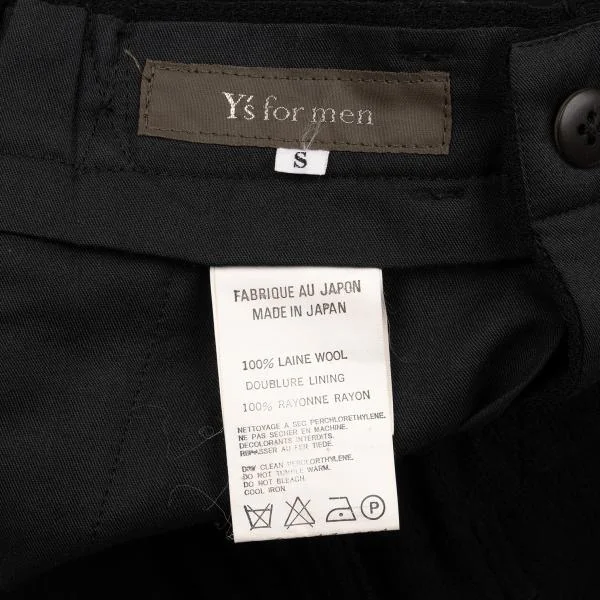 Y's for men
S
FABRIQUE AU JAPON
MADE IN JAPAN
100% LAINE WOOL
DOUBLURE LINING
100% RAYONNE RAYON
NETTOYAGE A SEC PERCHLORETHYLENE.
NE PAS SECHER EN MACHINE.
DECOLORANTS INTERDITS.
REPASSER AU FER TIEDE.
DRY CLEAN PERCLORTHYLENE.
DO NOT TUMBLE WARM.
DO NOT BLEACH.
COOL IRON.
P